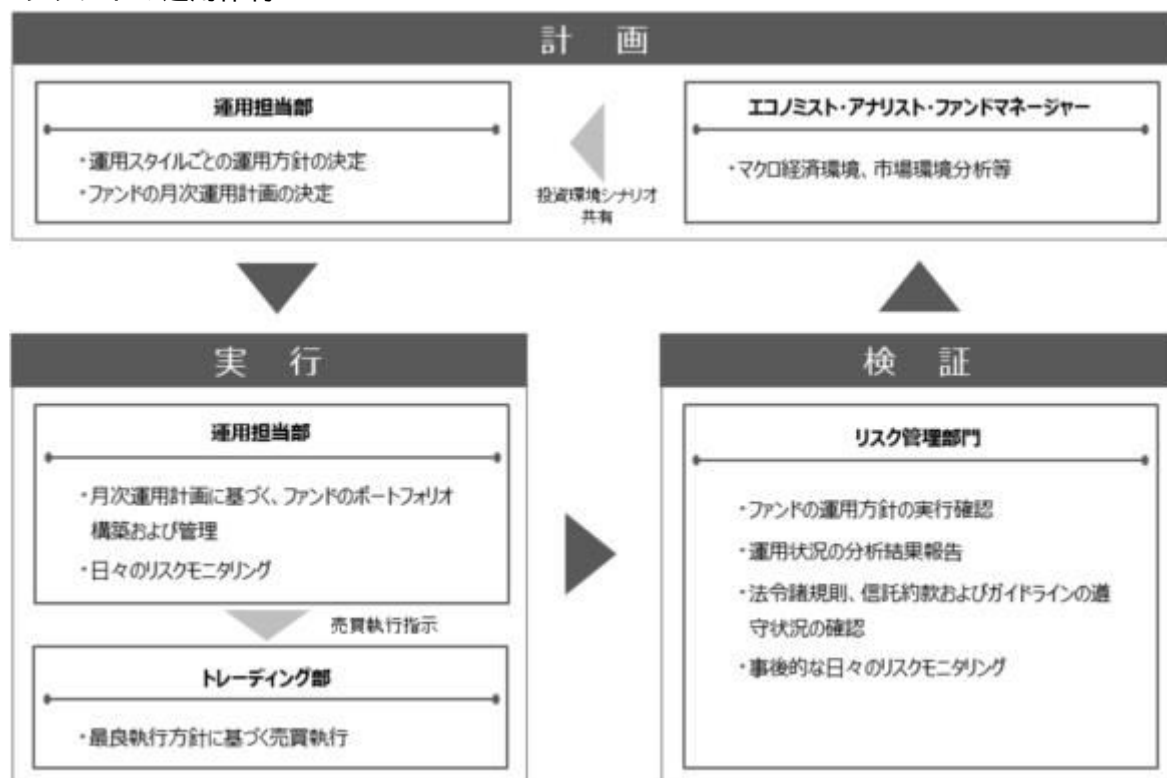 計 画
運用担当部
・運用スタイルごとの運用方針の決定
・ファンドの月次運用計画の決定
投資環境シナリオ
共有
エコノミスト・アナリスト・ファンドマネージャー
・マクロ経済環境、市場環境分析等
実 行
運用担当部
・月次運用計画に基づく、ファンドのポートフォリオ
構築および管理
・日々のリスクモニタリング
売買執行指示
トレーディング部
・最良執行方針に基づく売買執行
検 証
リスク管理部門
・ファンドの運用方針の実行確認
・運用状況の分析結果報告
・法令諸規則、信託約款およびガイドラインの遵
守状況の確認
・事後的な日々のリスクモニタリング